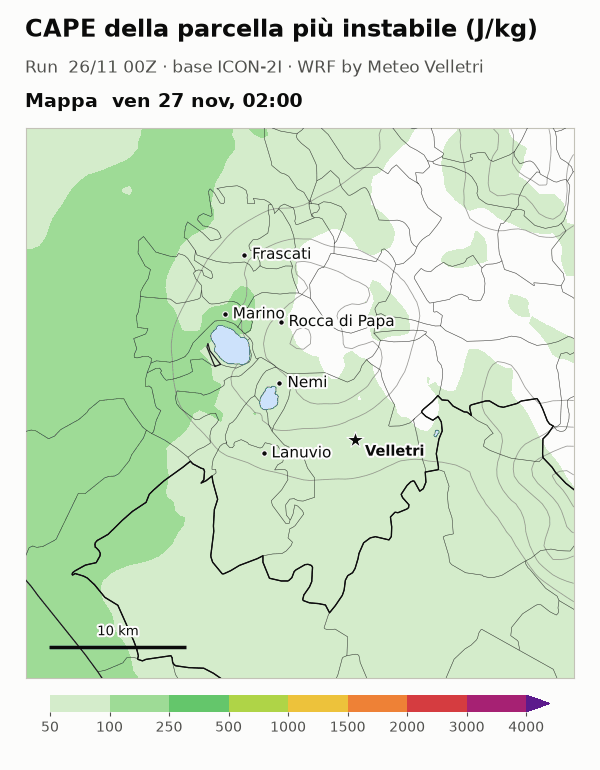 CAPE della parcella più instabile (J/kg)
Run  26/11 00Z · base ICON-2I · WRF by Meteo Velletri
Mappa  ven 27 nov, 02:00
Frascati
Marino
Rocca di Papa
Nemi
Velletri
Lanuvio
10 km
50 100 250 500 1000 1500 2000 3000 4000